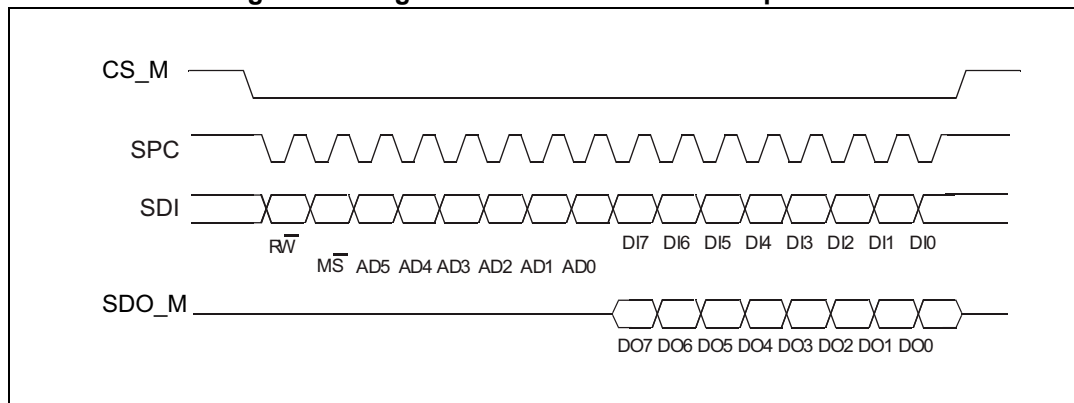 CS_M
SPC
SDI
RW̅
DI7 DI6 DI5 DI4 DI3 DI2 DI1 DI0
MS̅ AD5 AD4 AD3 AD2 AD1 AD0
SDO_M
DO7 DO6 DO5 DO4 DO3 DO2 DO1 DO0